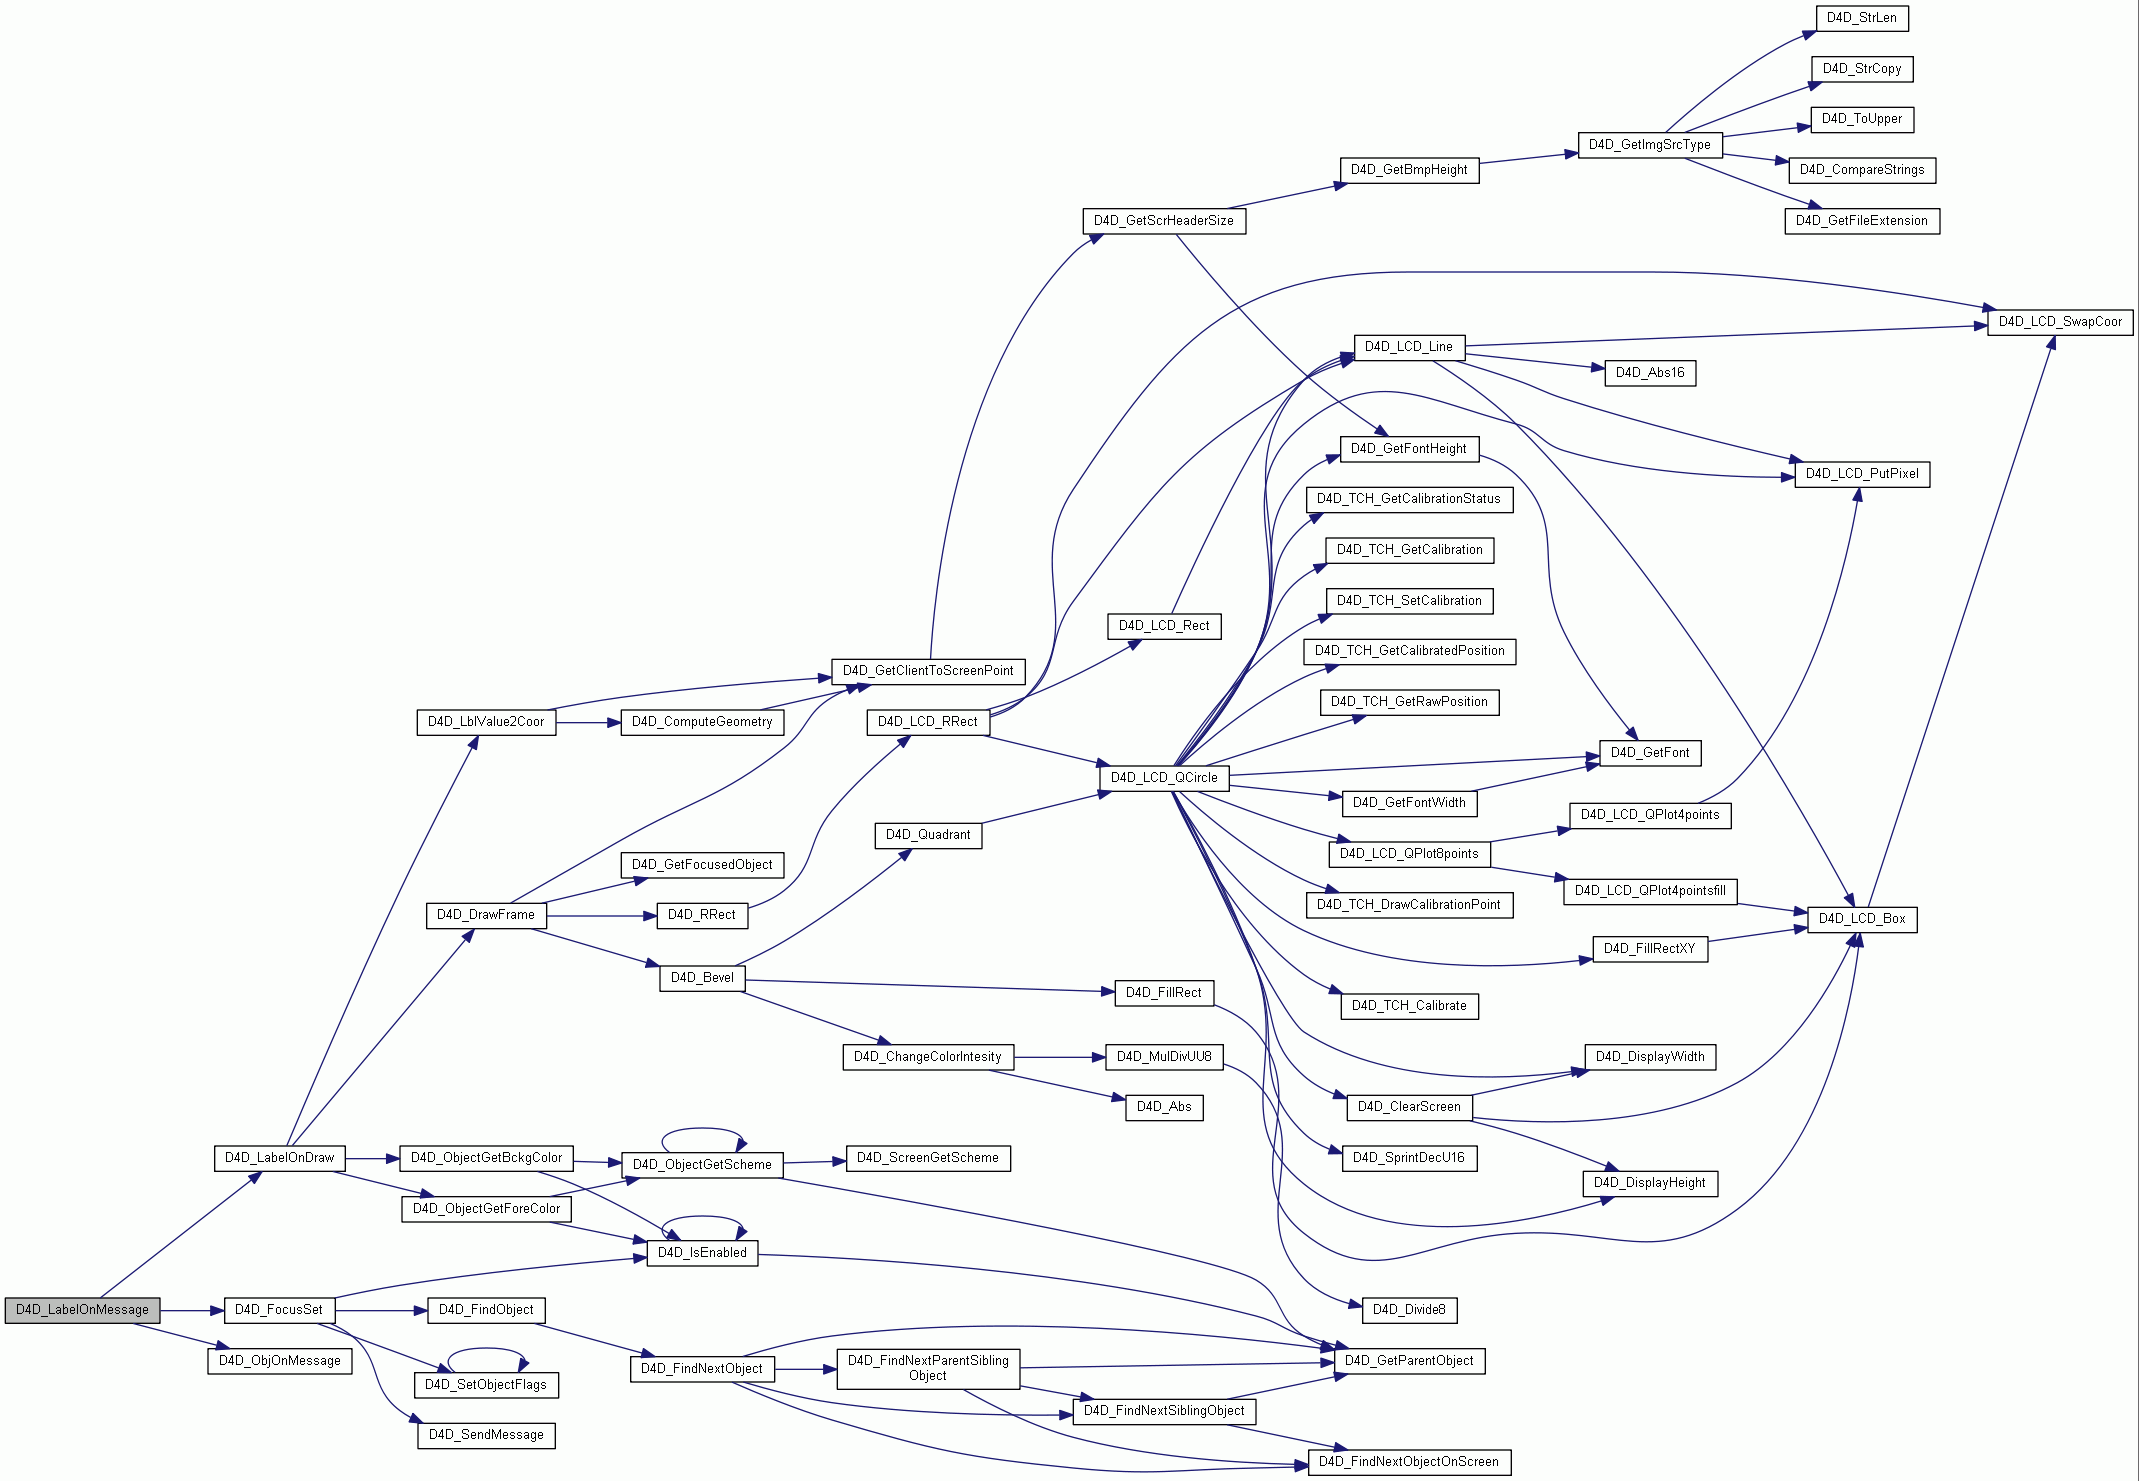 D4D_StrLen
D4D_StrCopy
D4D_ToUpper
D4D_GetImgSrcType
D4D_GetBmpHeight
D4D_CompareStrings
D4D_GetScrHeaderSize
D4D_GetFileExtension
D4D_LCD_SwapCoor
D4D_LCD_Line
D4D_Abs16
D4D_GetFontHeight
D4D_LCD_PutPixel
D4D_TCH_GetCalibrationStatus
D4D_TCH_GetCalibration
D4D_TCH_SetCalibration
D4D_LCD_Rect
D4D_TCH_GetCalibratedPosition
D4D_GetClientToScreenPoint
D4D_TCH_GetRawPosition
D4D_LblValue2Coor
D4D_ComputeGeometry
D4D_LCD_RRect
D4D_GetFont
D4D_LCD_QCircle
D4D_GetFontWidth
D4D_LCD_QPlot4points
D4D_Quadrant
D4D_LCD_QPlot8points
D4D_GetFocusedObject
D4D_LCD_QPlot4pointsfill
D4D_TCH_DrawCalibrationPoint
D4D_DrawFrame
D4D_RRect
D4D_LCD_Box
D4D_FillRectXY
D4D_Bevel
D4D_FillRect
D4D_TCH_Calibrate
D4D_ChangeColorIntesity
D4D_MulDivUU8
D4D_DisplayWidth
D4D_Abs
D4D_ClearScreen
D4D_LabelOnDraw
D4D_ObjectGetBckgColor
D4D_ObjectGetScheme
D4D_ScreenGetScheme
D4D_SprintDecU16
D4D_DisplayHeight
D4D_ObjectGetForeColor
D4D_IsEnabled
D4D_LabelOnMessage
D4D_FocusSet
D4D_FindObject
D4D_Divide8
D4D_ObjOnMessage
D4D_FindNextObject
D4D_FindNextParentSibling
Object
D4D_GetParentObject
D4D_SetObjectFlags
D4D_FindNextSiblingObject
D4D_SendMessage
D4D_FindNextObjectOnScreen